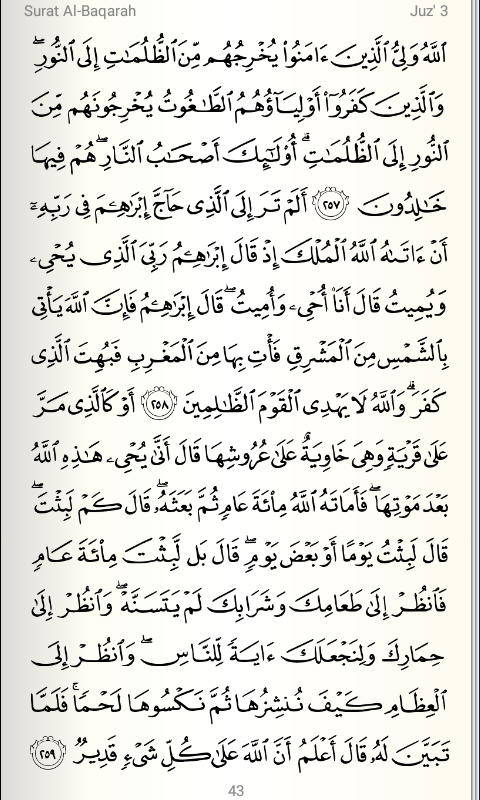 Surat Al-Baqarah Juz' 3
ٱللَّهُ وَلِىُّ ٱلَّذِينَ ءَامَنُوا۟ يُخْرِجُهُم مِّنَ ٱلظُّلُمَـٰتِ إِلَى ٱلنُّورِ ۖ
وَٱلَّذِينَ كَفَرُوٓا۟ أَوْلِيَآؤُهُمُ ٱلطَّـٰغُوتُ يُخْرِجُونَهُم مِّنَ
ٱلنُّورِ إِلَى ٱلظُّلُمَـٰتِ ۗ أُو۟لَـٰٓئِكَ أَصْحَـٰبُ ٱلنَّارِ ۖ هُمْ فِيهَا
خَـٰلِدُونَ ٢٥٧ أَلَمْ تَرَ إِلَى ٱلَّذِى حَآجَّ إِبْرَٰهِـۧمَ فِى رَبِّهِۦٓ
أَنْ ءَاتَىٰهُ ٱللَّهُ ٱلْمُلْكَ إِذْ قَالَ إِبْرَٰهِـۧمُ رَبِّىَ ٱلَّذِى يُحْىِۦ
وَيُمِيتُ قَالَ أَنَا۠ أُحْىِۦ وَأُمِيتُ ۖ قَالَ إِبْرَٰهِـۧمُ فَإِنَّ ٱللَّهَ يَأْتِى
بِٱلشَّمْسِ مِنَ ٱلْمَشْرِقِ فَأْتِ بِهَا مِنَ ٱلْمَغْرِبِ فَبُهِتَ ٱلَّذِى
كَفَرَ ۗ وَٱللَّهُ لَا يَهْدِى ٱلْقَوْمَ ٱلظَّـٰلِمِينَ ٢٥٨ أَوْ كَٱلَّذِى مَرَّ
عَلَىٰ قَرْيَةٍ وَهِىَ خَاوِيَةٌ عَلَىٰ عُرُوشِهَا قَالَ أَنَّىٰ يُحْىِۦ هَـٰذِهِ ٱللَّهُ
بَعْدَ مَوْتِهَا ۖ فَأَمَاتَهُ ٱللَّهُ مِا۟ئَةَ عَامٍ ثُمَّ بَعَثَهُۥ ۖ قَالَ كَمْ لَبِثْتَ ۖ
قَالَ لَبِثْتُ يَوْمًا أَوْ بَعْضَ يَوْمٍ ۖ قَالَ بَل لَّبِثْتَ مِا۟ئَةَ عَامٍ
فَٱنظُرْ إِلَىٰ طَعَامِكَ وَشَرَابِكَ لَمْ يَتَسَنَّهْ ۖ وَٱنظُرْ إِلَىٰ
حِمَارِكَ وَلِنَجْعَلَكَ ءَايَةً لِّلنَّاسِ ۖ وَٱنظُرْ إِلَى
ٱلْعِظَامِ كَيْفَ نُنشِزُهَا ثُمَّ نَكْسُوهَا لَحْمًا ۚ فَلَمَّا
تَبَيَّنَ لَهُۥ قَالَ أَعْلَمُ أَنَّ ٱللَّهَ عَلَىٰ كُلِّ شَىْءٍ قَدِيرٌ ٢٥٩
43